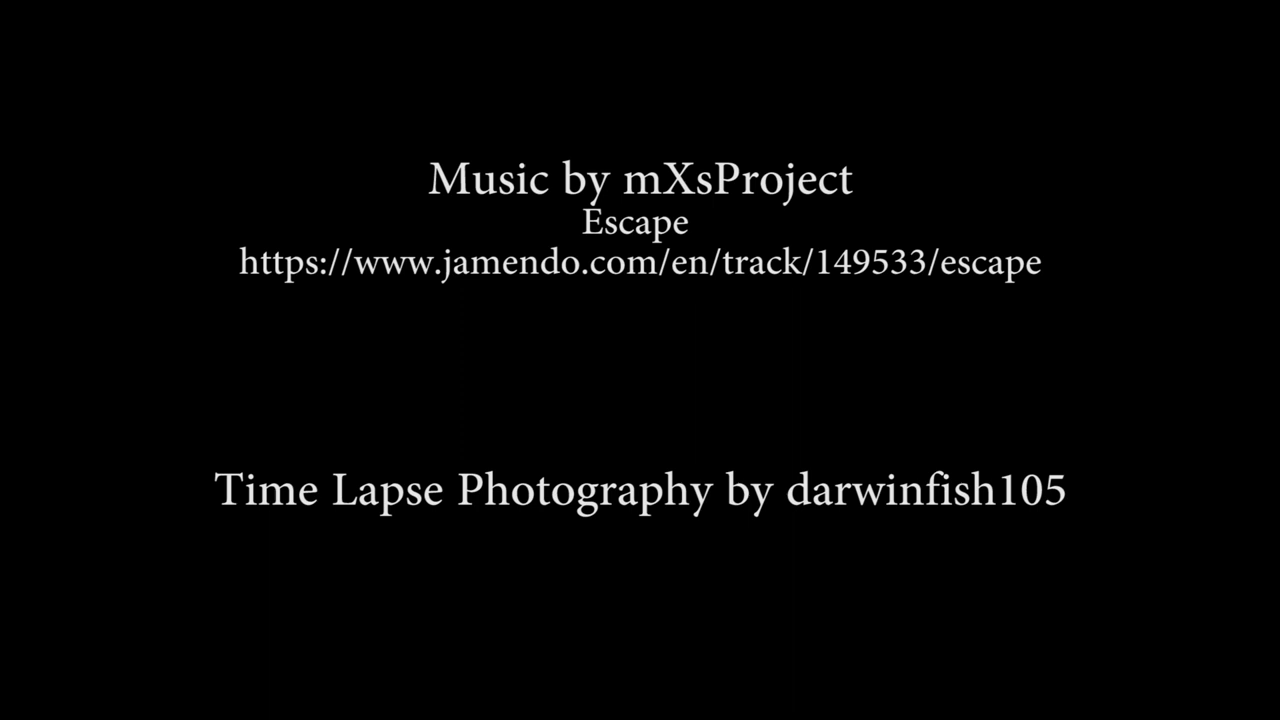 Music by mXsProject
Escape
https://www.jamendo.com/en/track/149533/escape
Time Lapse Photography by darwinfish105